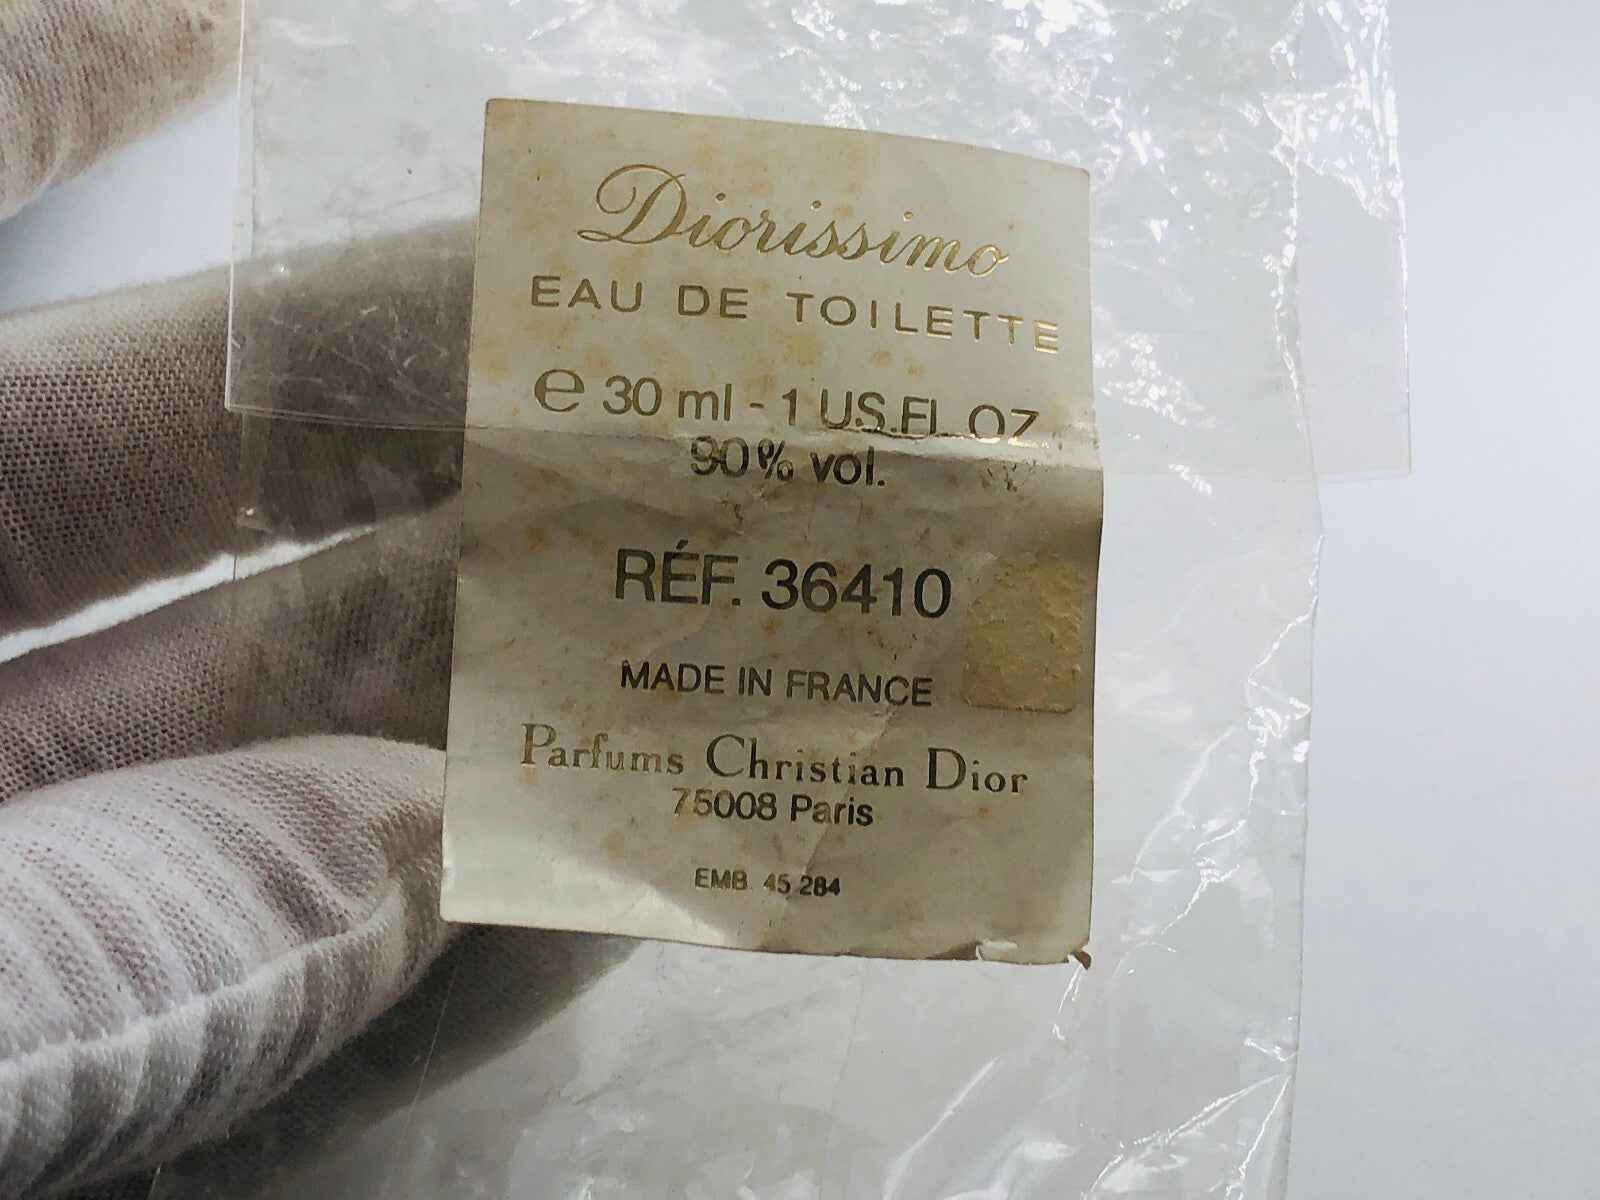 Diorissimo
EAU DE TOILETTE
℮ 30 ml - 1 US.FL. OZ.
90% vol.
RÉF. 36410
MADE IN FRANCE
Parfums Christian Dior
75008 Paris
EMB. 45 284